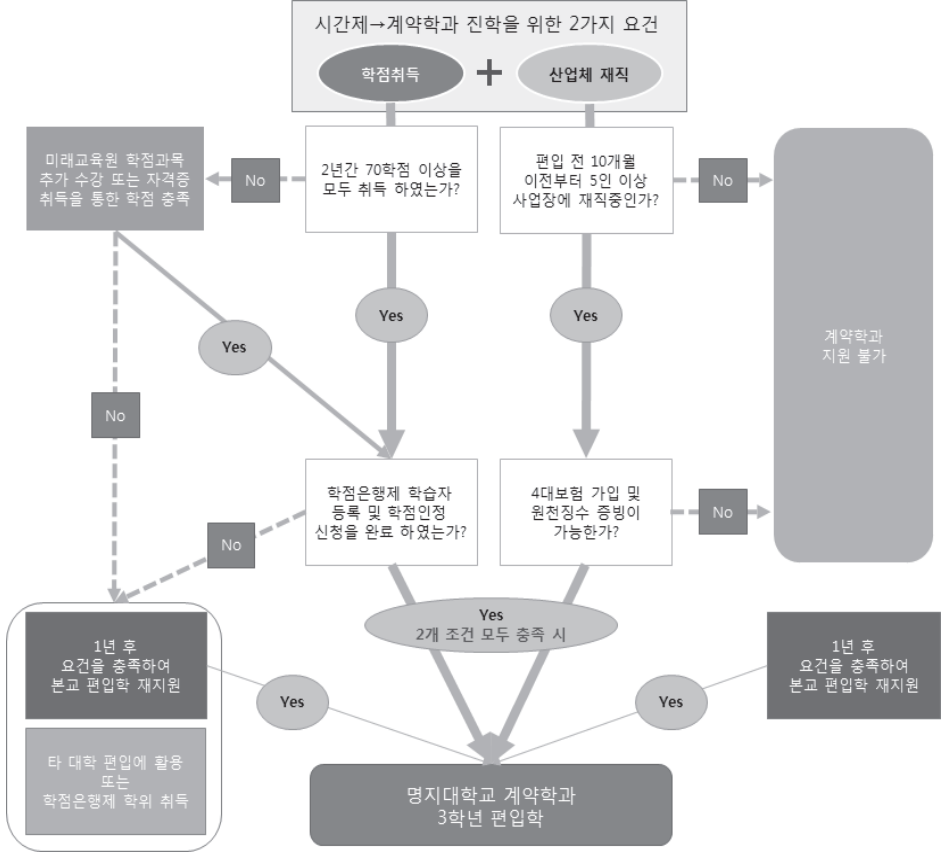 시간제→계약학과 진학을 위한 2가지 요건
학점취득
+
산업체 재직
미래교육원 학점과목
추가 수강 또는 자격증
취득을 통한 학점 충족
No
2년간 70학점 이상을
모두 취득 하였는가?
편입 전 10개월
이전부터 5인 이상
사업장에 재직중인가?
No
계약학과
지원 불가
Yes
Yes
Yes
No
학점은행제 학습자
등록 및 학점인정
신청을 완료 하였는가?
4대보험 가입 및
원천징수 증빙이
가능한가?
No
No
Yes
2개 조건 모두 충족 시
1년 후
요건을 충족하여
본교 편입학 재지원
Yes
Yes
1년 후
요건을 충족하여
본교 편입학 재지원
타 대학 편입에 활용
또는
학점은행제 학위 취득
명지대학교 계약학과
3학년 편입학